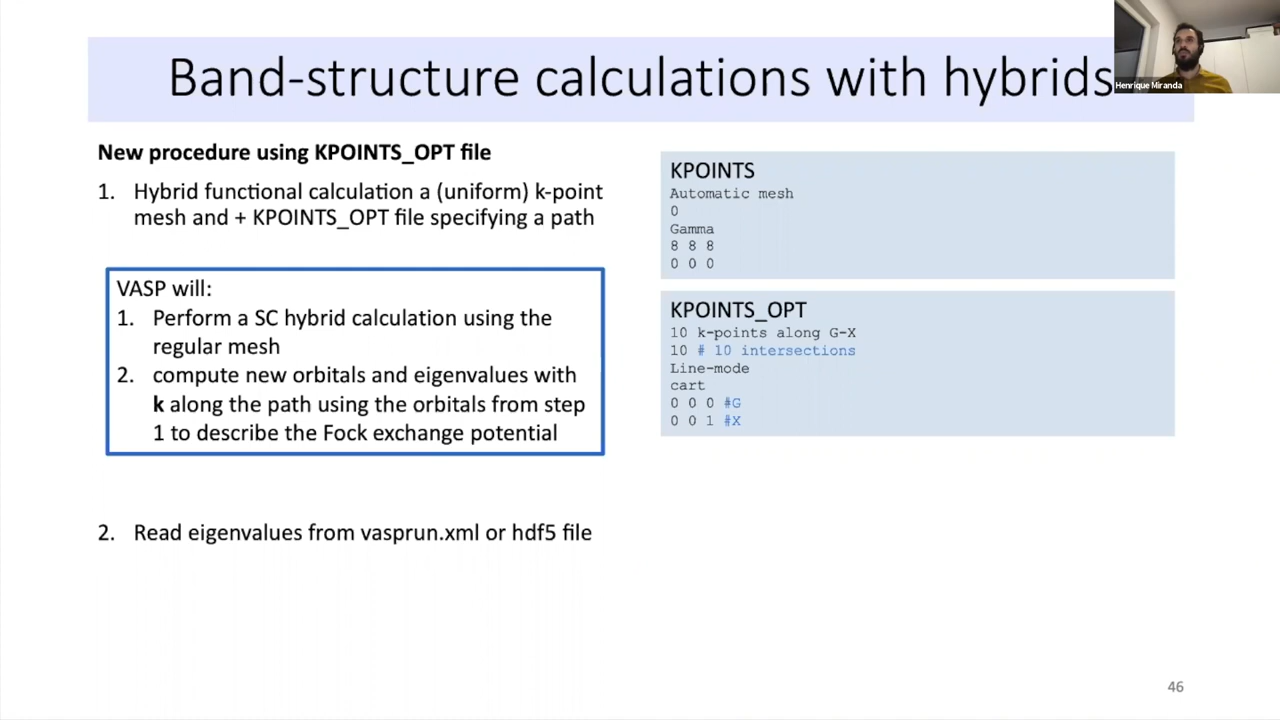 Band-structure calculations with hybrids
Henrique Miranda
New procedure using KPOINTS_OPT file
1. Hybrid functional calculation a (uniform) k-point
mesh and + KPOINTS_OPT file specifying a path
VASP will:
1. Perform a SC hybrid calculation using the
regular mesh
2. compute new orbitals and eigenvalues with
k along the path using the orbitals from step
1 to describe the Fock exchange potential
2. Read eigenvalues from vasprun.xml or hdf5 file
KPOINTS
Automatic mesh
0
Gamma
8 8 8
0 0 0
KPOINTS_OPT
10 k-points along G-X
10 # 10 intersections
Line-mode
cart
0 0 0 #G
0 0 1 #X
46